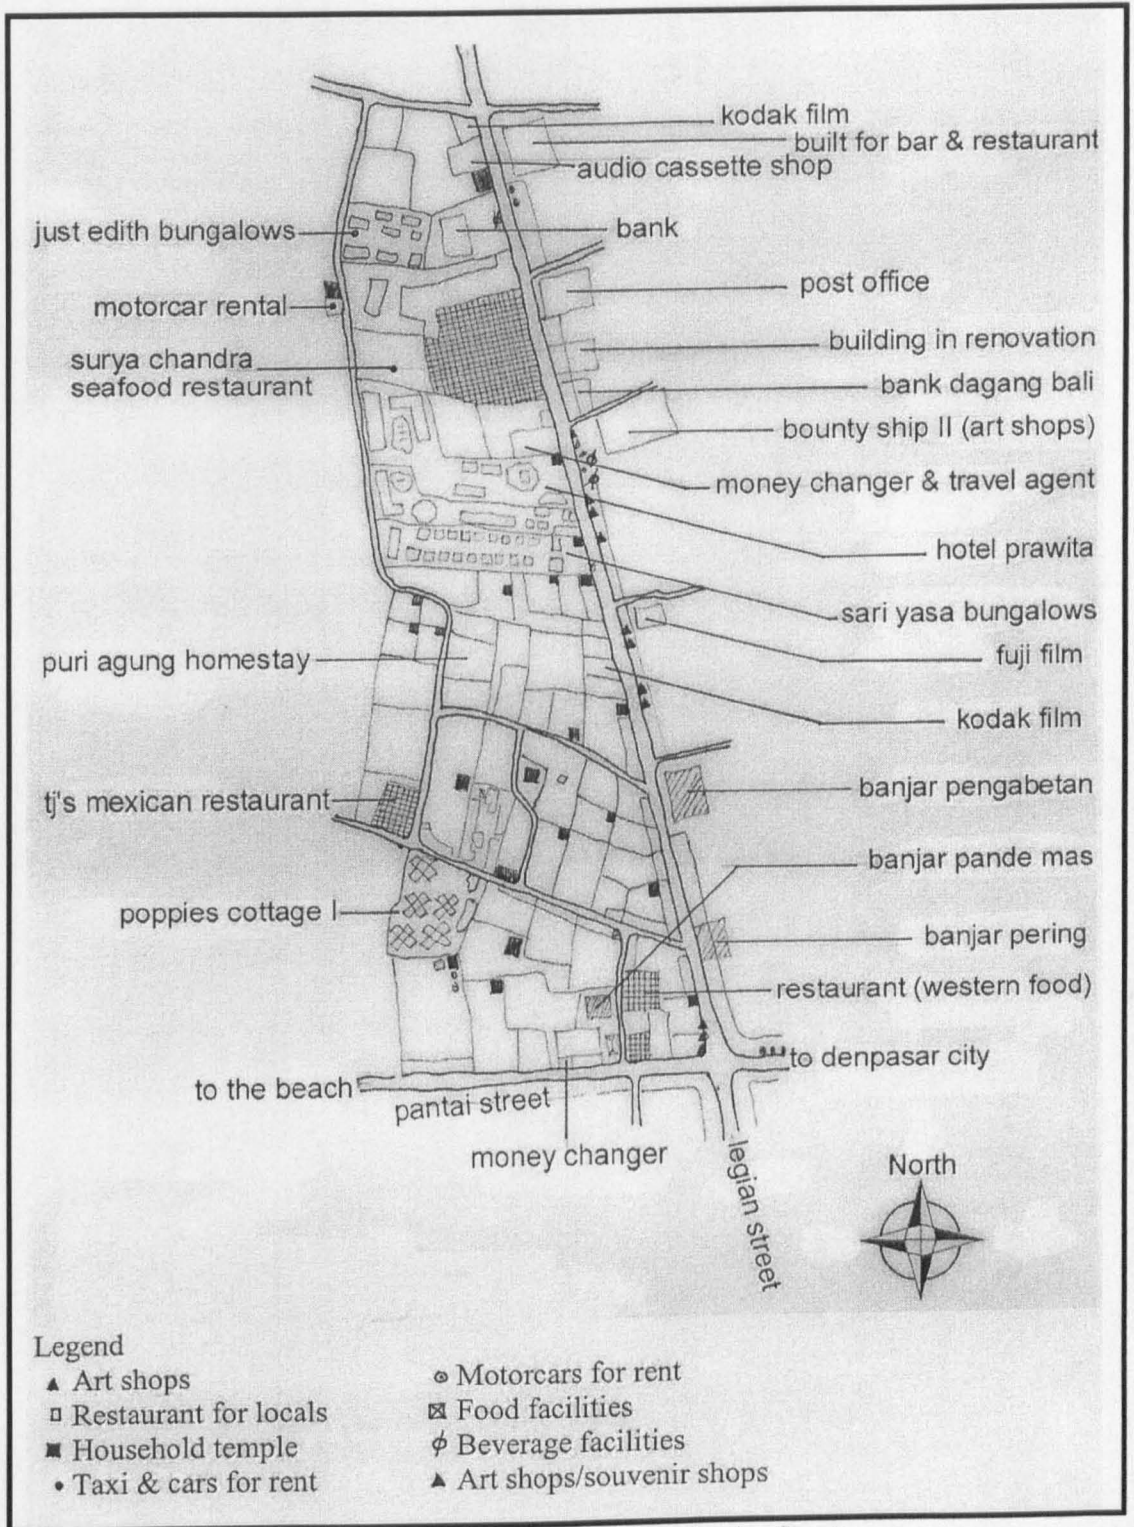 kodak film
built for bar & restaurant
audio cassette shop
just edith bungalows
bank
post office
motorcar rental
building in renovation
surya chandra
seafood restaurant
bank dagang bali
bounty ship II (art shops)
money changer & travel agent
hotel prawita
sari yasa bungalows
puri agung homestay
fuji film
kodak film
tj's mexican restaurant
banjar pengabetan
banjar pande mas
poppies cottage I
banjar pering
restaurant (western food)
to denpasar city
to the beach
pantai street
money changer
legian street
North
Legend
Art shops
Restaurant for locals
Household temple
Taxi & cars for rent
Motorcars for rent
Food facilities
Beverage facilities
Art shops/souvenir shops